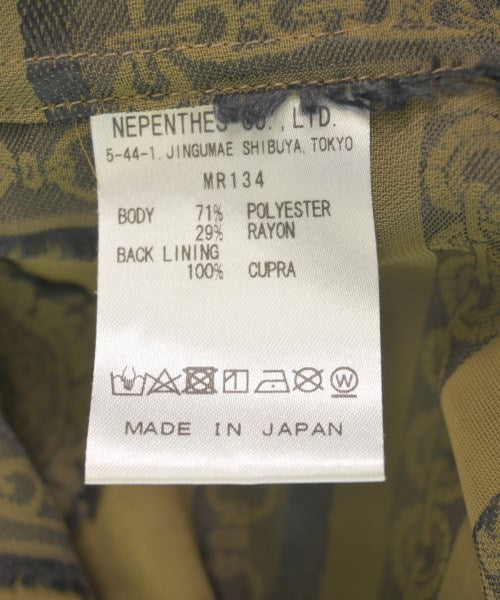 NEPENTHES CO., LTD.
5-44-1, JINGUMAE SHIBUYA, TOKYO
MR134
BODY 71% POLYESTER
29% RAYON
BACK LINING
100% CUPRA
W
MADE IN JAPAN